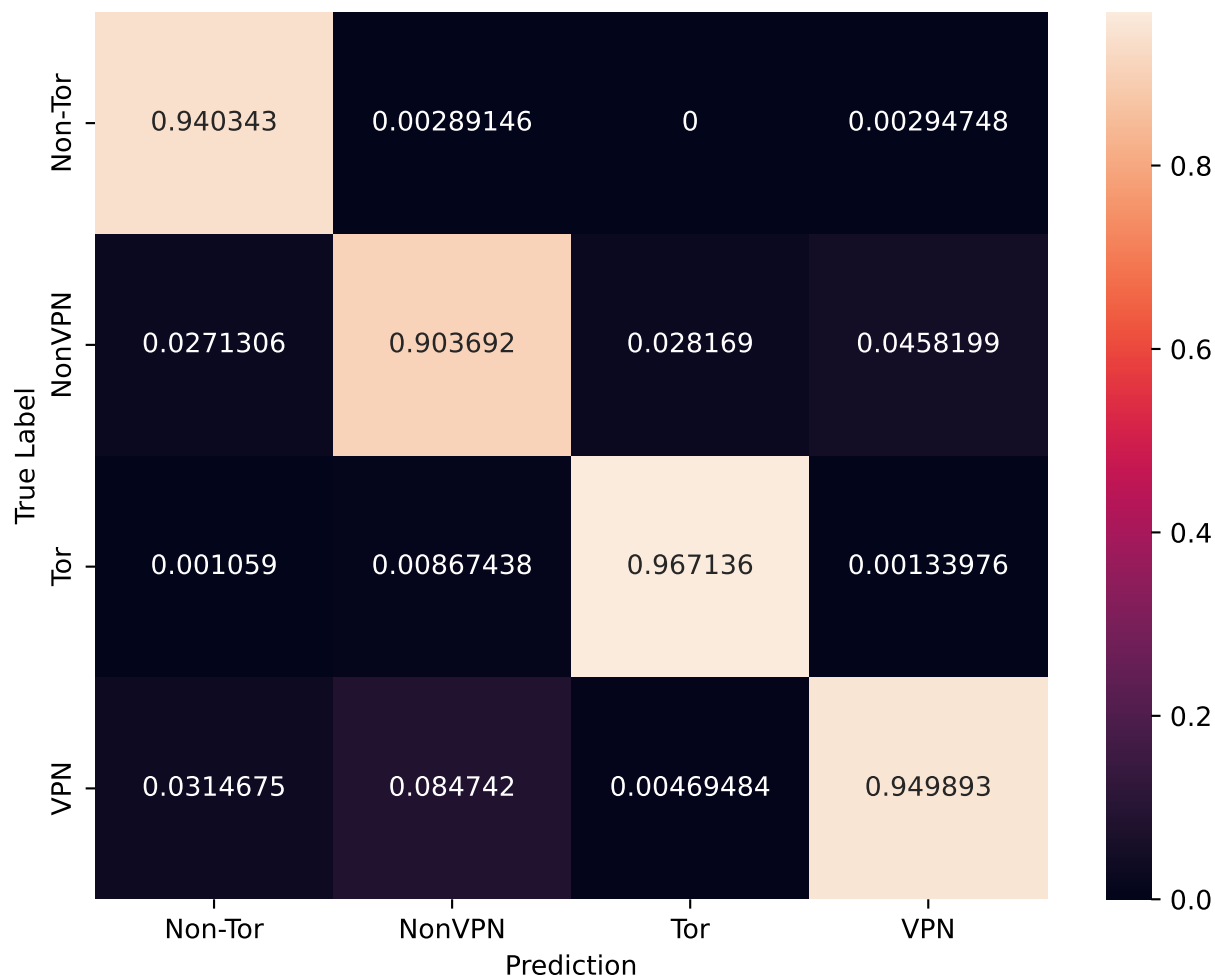 Non-Tor 0.940343 0.00289146 0 0.00294748
NonVPN 0.0271306 0.903692 0.028169 0.0458199
Tor 0.001059 0.00867438 0.967136 0.00133976
VPN 0.0314675 0.084742 0.00469484 0.949893
True Label
Non-Tor NonVPN Tor VPN
Prediction
0.8
0.6
0.4
0.2
0.0